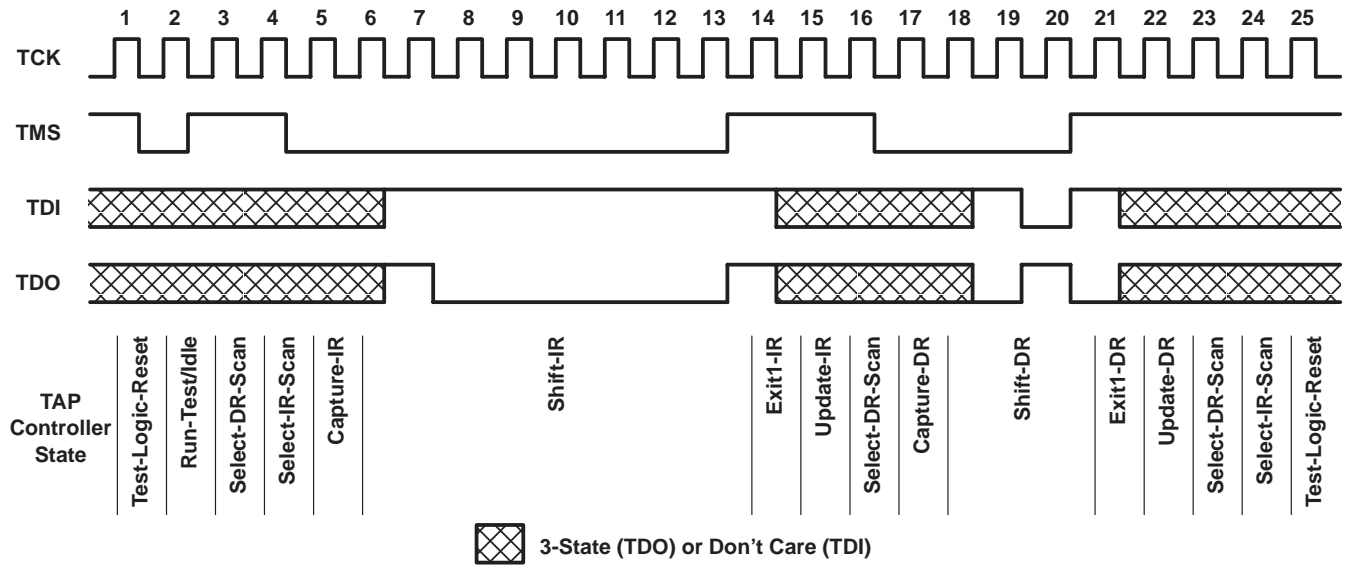 1 2 3 4 5 6 7 8 9 10 11 12 13 14 15 16 17 18 19 20 21 22 23 24 25
TCK
TMS
TDI
TDO
TAP
Controller
State
Test-Logic-Reset
Run-Test/Idle
Select-DR-Scan
Select-IR-Scan
Capture-IR
Shift-IR
Exit1-IR
Update-IR
Select-DR-Scan
Capture-DR
Shift-DR
Exit1-DR
Update-DR
Select-DR-Scan
Select-IR-Scan
Test-Logic-Reset
3-State (TDO) or Don't Care (TDI)